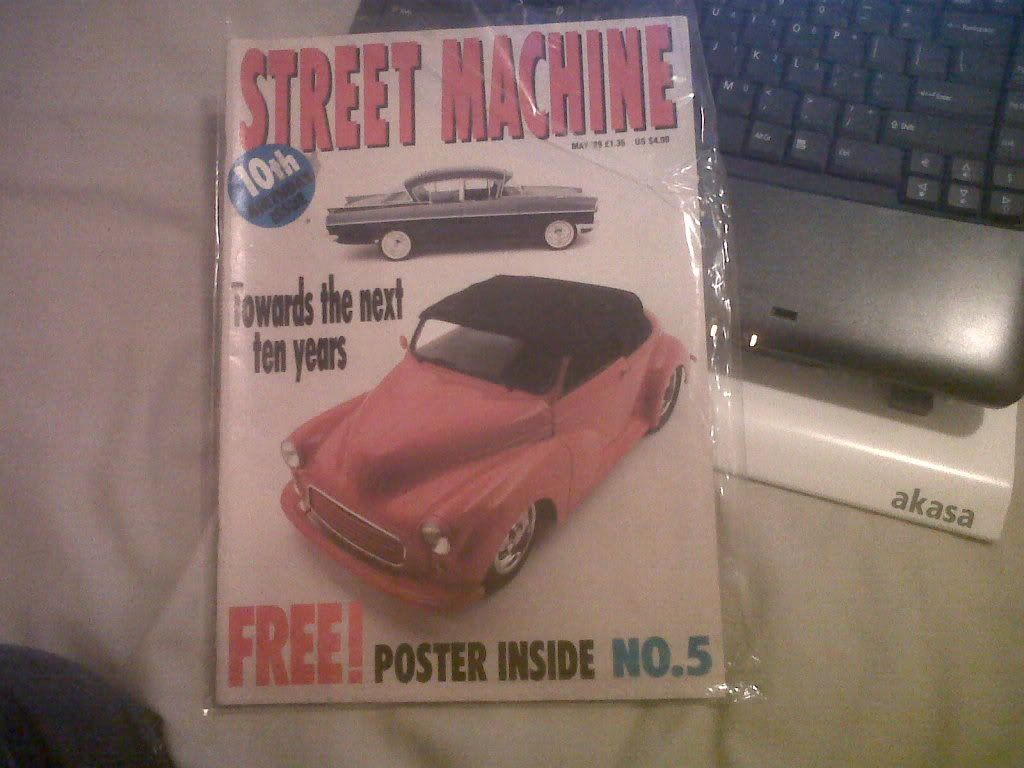 STREET MACHINE
MAY '89 £1.35 US $4.00
10th
Towards the next
ten years
FREE! POSTER INSIDE NO.5
akasa